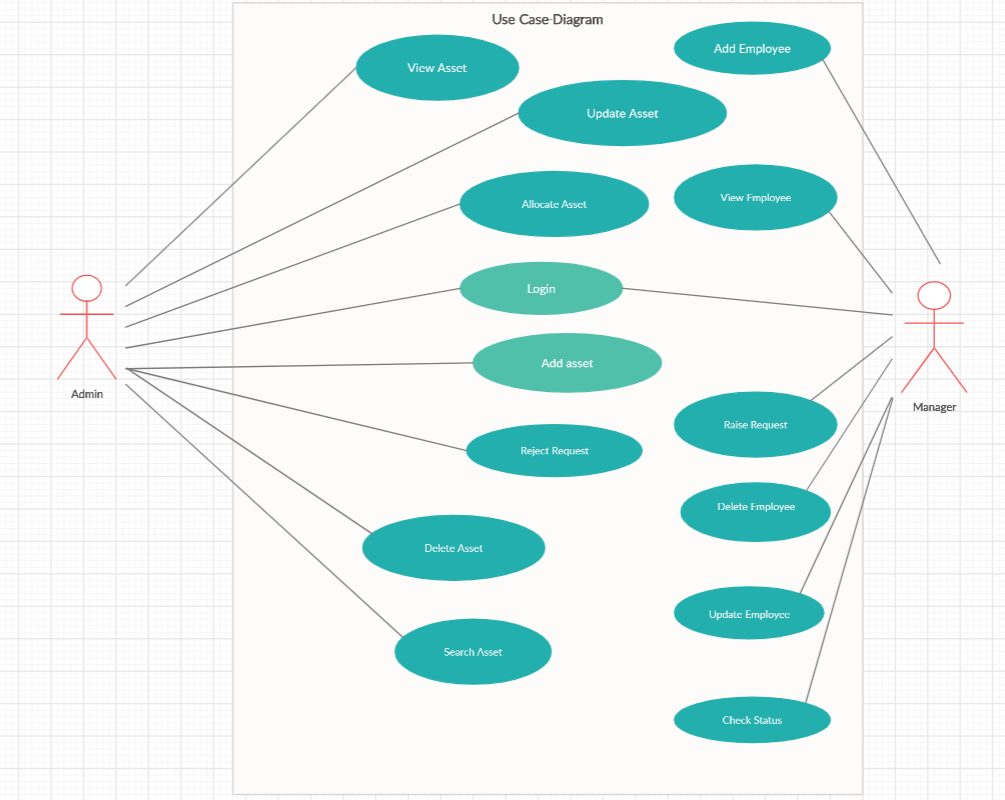 Use Case Diagram
Add Employee
View Asset
Update Asset
View Employee
Allocate Asset
Login
Add asset
Admin
Manager
Raise Request
Reject Request
Delete Employee
Delete Asset
Update Employee
Search Asset
Check Status